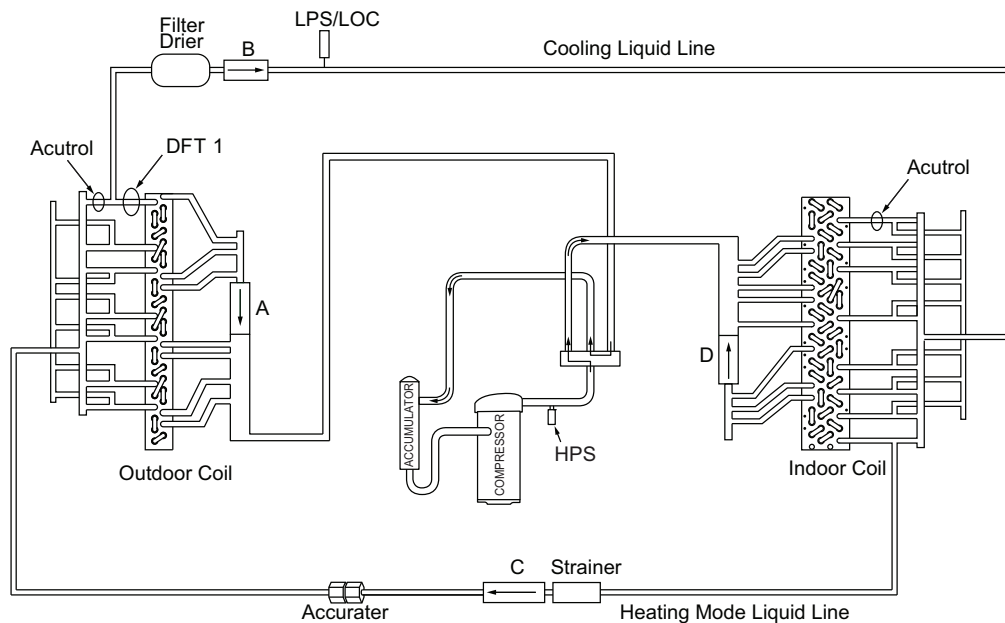 LPS/LOC
Filter
Drier
B
Cooling Liquid Line
Acutrol
DFT 1
Acutrol
A
D
ACCUMULATOR
COMPRESSOR
HPS
Outdoor Coil
Indoor Coil
C
Strainer
Accurater
Heating Mode Liquid Line